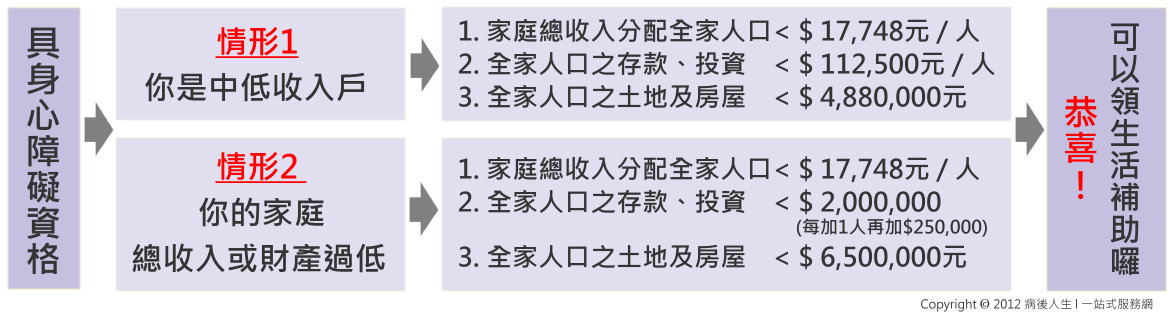 具身心障礙資格
情形1
你是中低收入戶
1. 家庭總收入分配全家人口< $ 17,748元 / 人
2. 全家人口之存款、投資 < $ 112,500元 / 人
3. 全家人口之土地及房屋 < $ 4,880,000元
情形2
你的家庭
總收入或財產過低
1. 家庭總收入分配全家人口< $ 17,748元 / 人
2. 全家人口之存款、投資 < $ 2,000,000
(每加1人再加$250,000)
3. 全家人口之土地及房屋 < $ 6,500,000元
恭喜！
可以領生活補助囉
Copyright © 2012 病後人生 l 一站式服務網